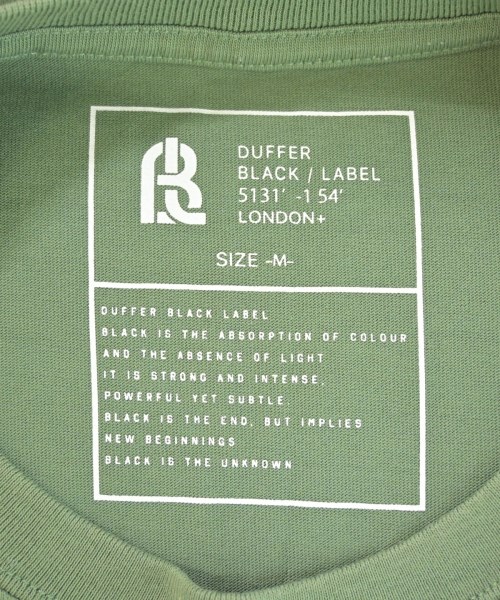 DUFFER
BLACK / LABEL
5131' -1 54'
LONDON+
SIZE -M-
DUFFER BLACK LABEL
BLACK IS THE ABSORPTION OF COLOUR
AND THE ABSENCE OF LIGHT
IT IS STRONG AND INTENSE,
POWERFUL YET SUBTLE.
BLACK IS THE END, BUT IMPLIES
NEW BEGINNINGS
BLACK IS THE UNKNOWN